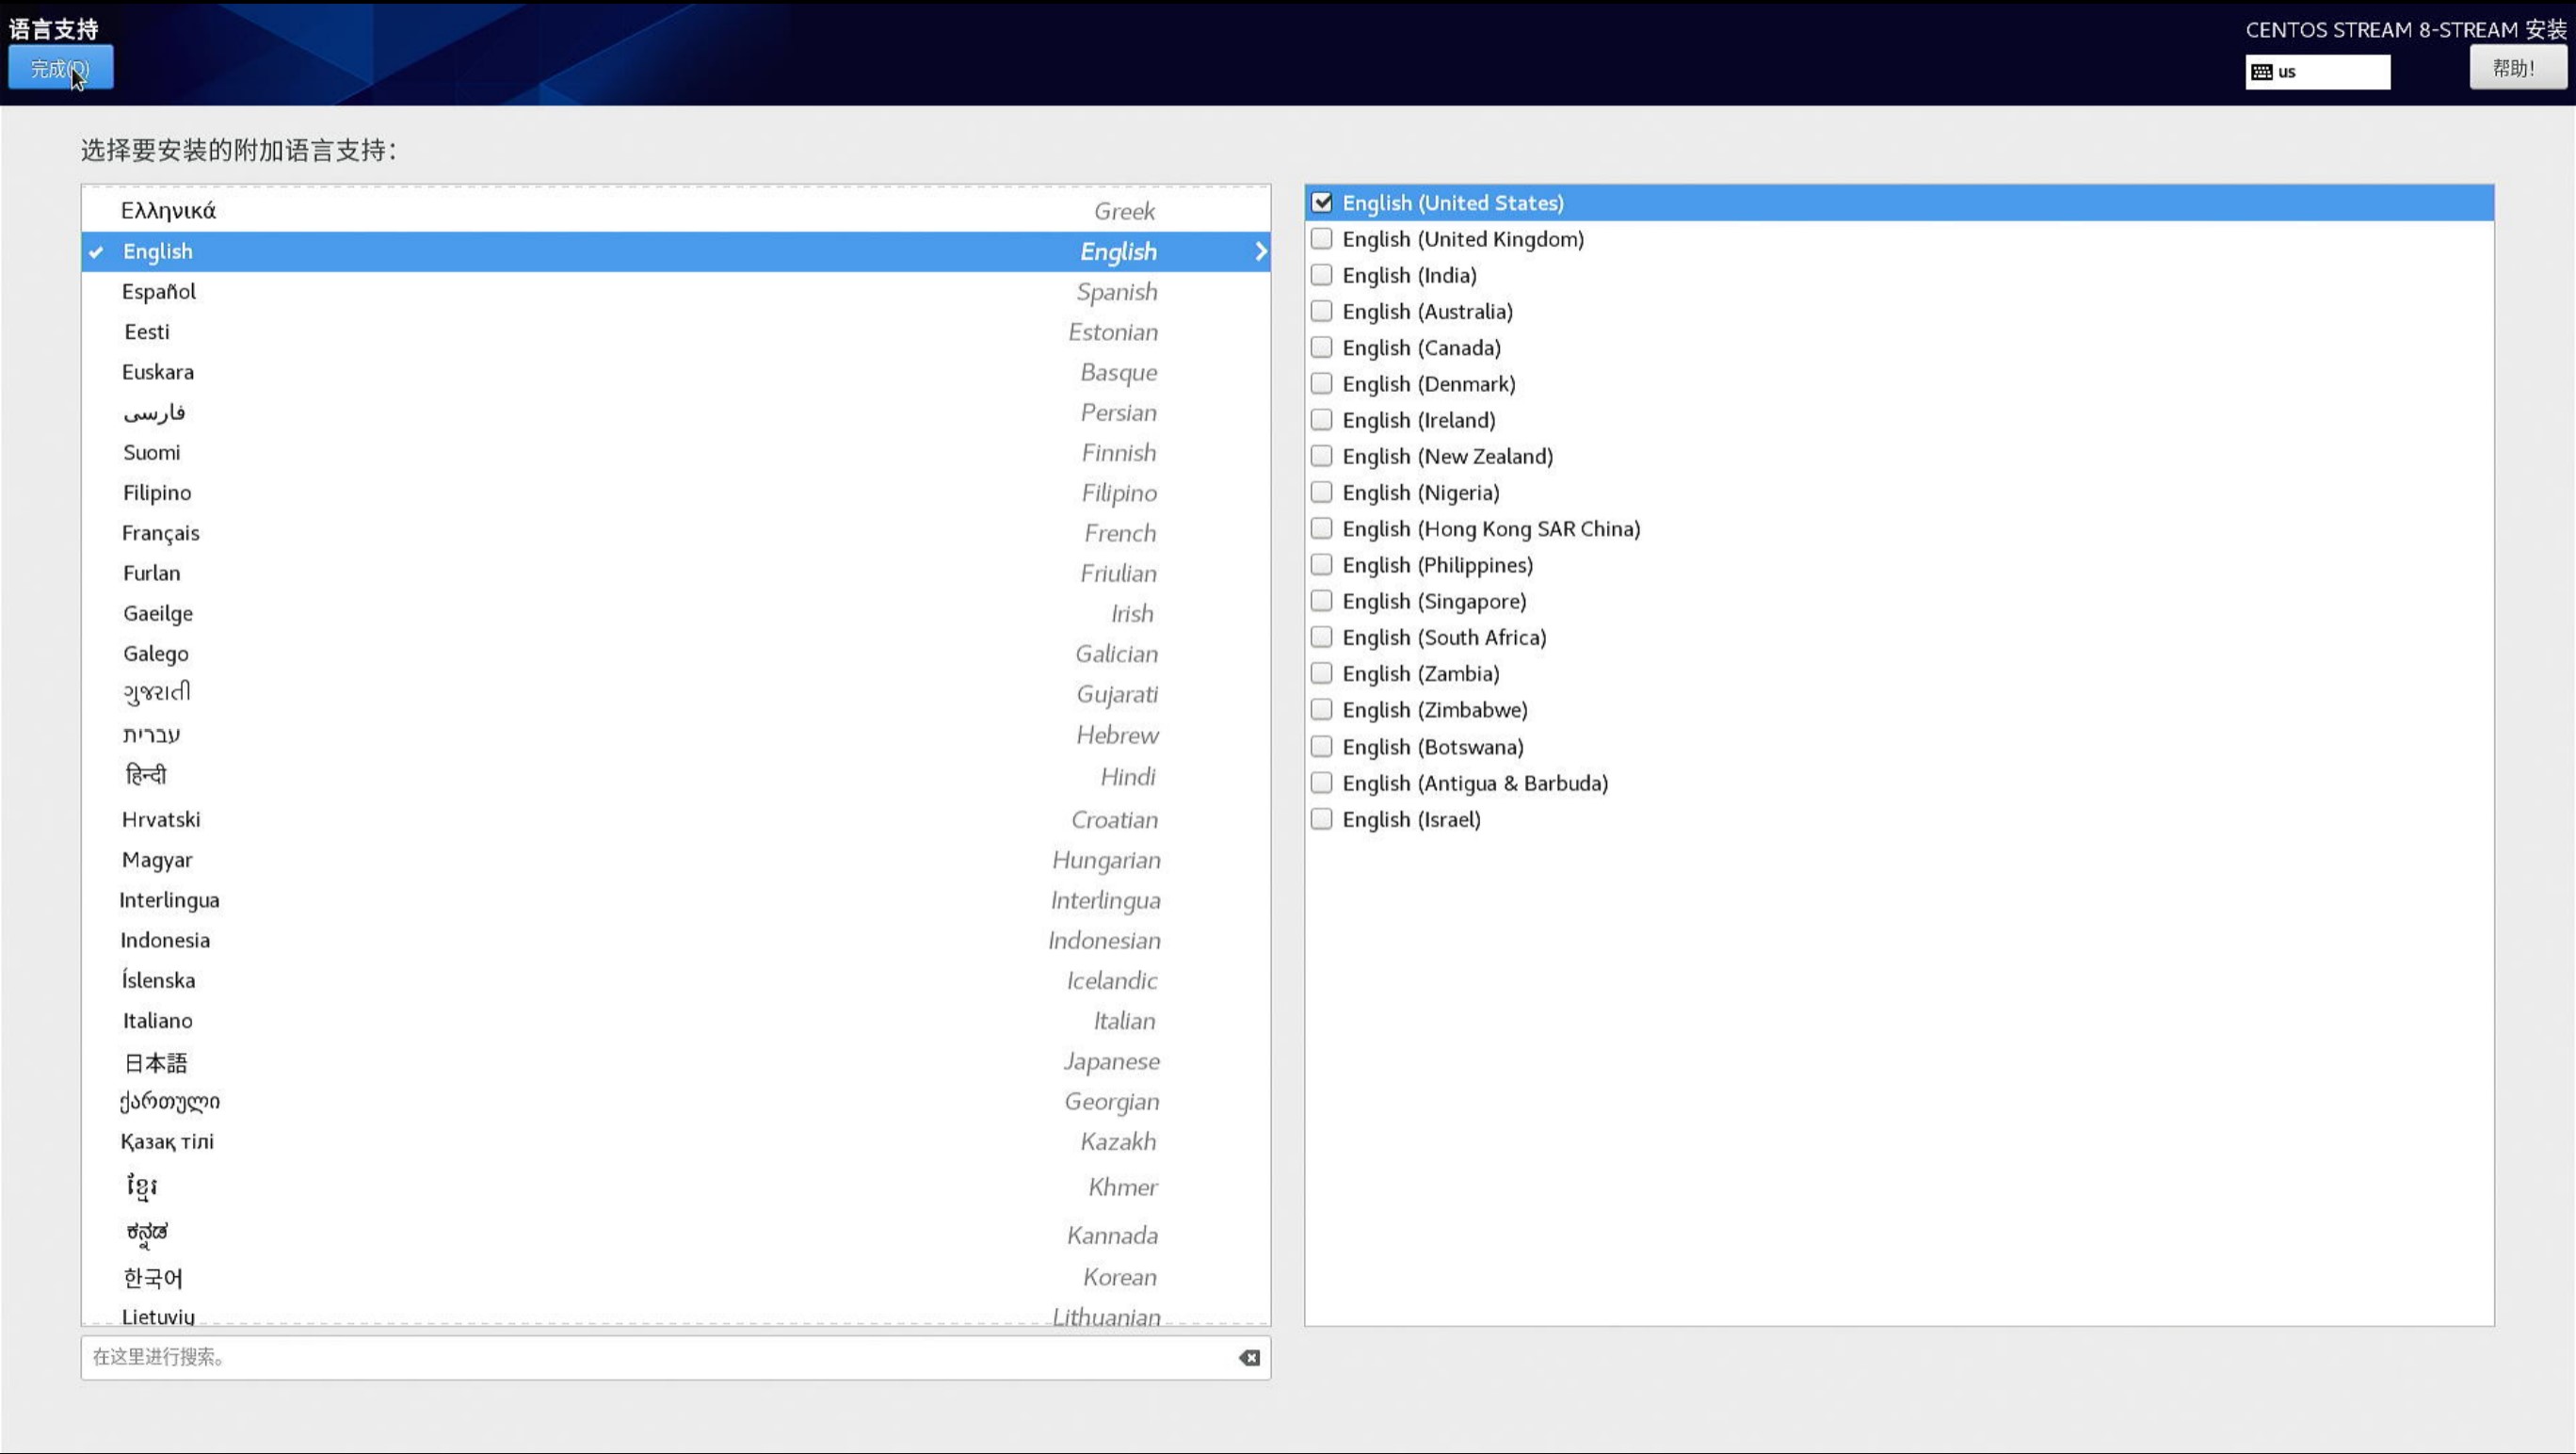 语言支持
完成(D)
CENTOS STREAM 8-STREAM 安装
us
帮助！
选择要安装的附加语言支持：
Ελληνικά Greek
English English
Español Spanish
Eesti Estonian
Euskara Basque
فارسی Persian
Suomi Finnish
Filipino Filipino
Français French
Furlan Friulian
Gaeilge Irish
Galego Galician
ગુજરાતી Gujarati
עברית Hebrew
हिन्दी Hindi
Hrvatski Croatian
Magyar Hungarian
Interlingua Interlingua
Indonesia Indonesian
Íslenska Icelandic
Italiano Italian
日本語 Japanese
ქართული Georgian
Қазақ тілі Kazakh
ខ្មែរ Khmer
ಕನ್ನಡ Kannada
한국어 Korean
Lietuvių Lithuanian
在这里进行搜索。
English (United States)
English (United Kingdom)
English (India)
English (Australia)
English (Canada)
English (Denmark)
English (Ireland)
English (New Zealand)
English (Nigeria)
English (Hong Kong SAR China)
English (Philippines)
English (Singapore)
English (South Africa)
English (Zambia)
English (Zimbabwe)
English (Botswana)
English (Antigua & Barbuda)
English (Israel)